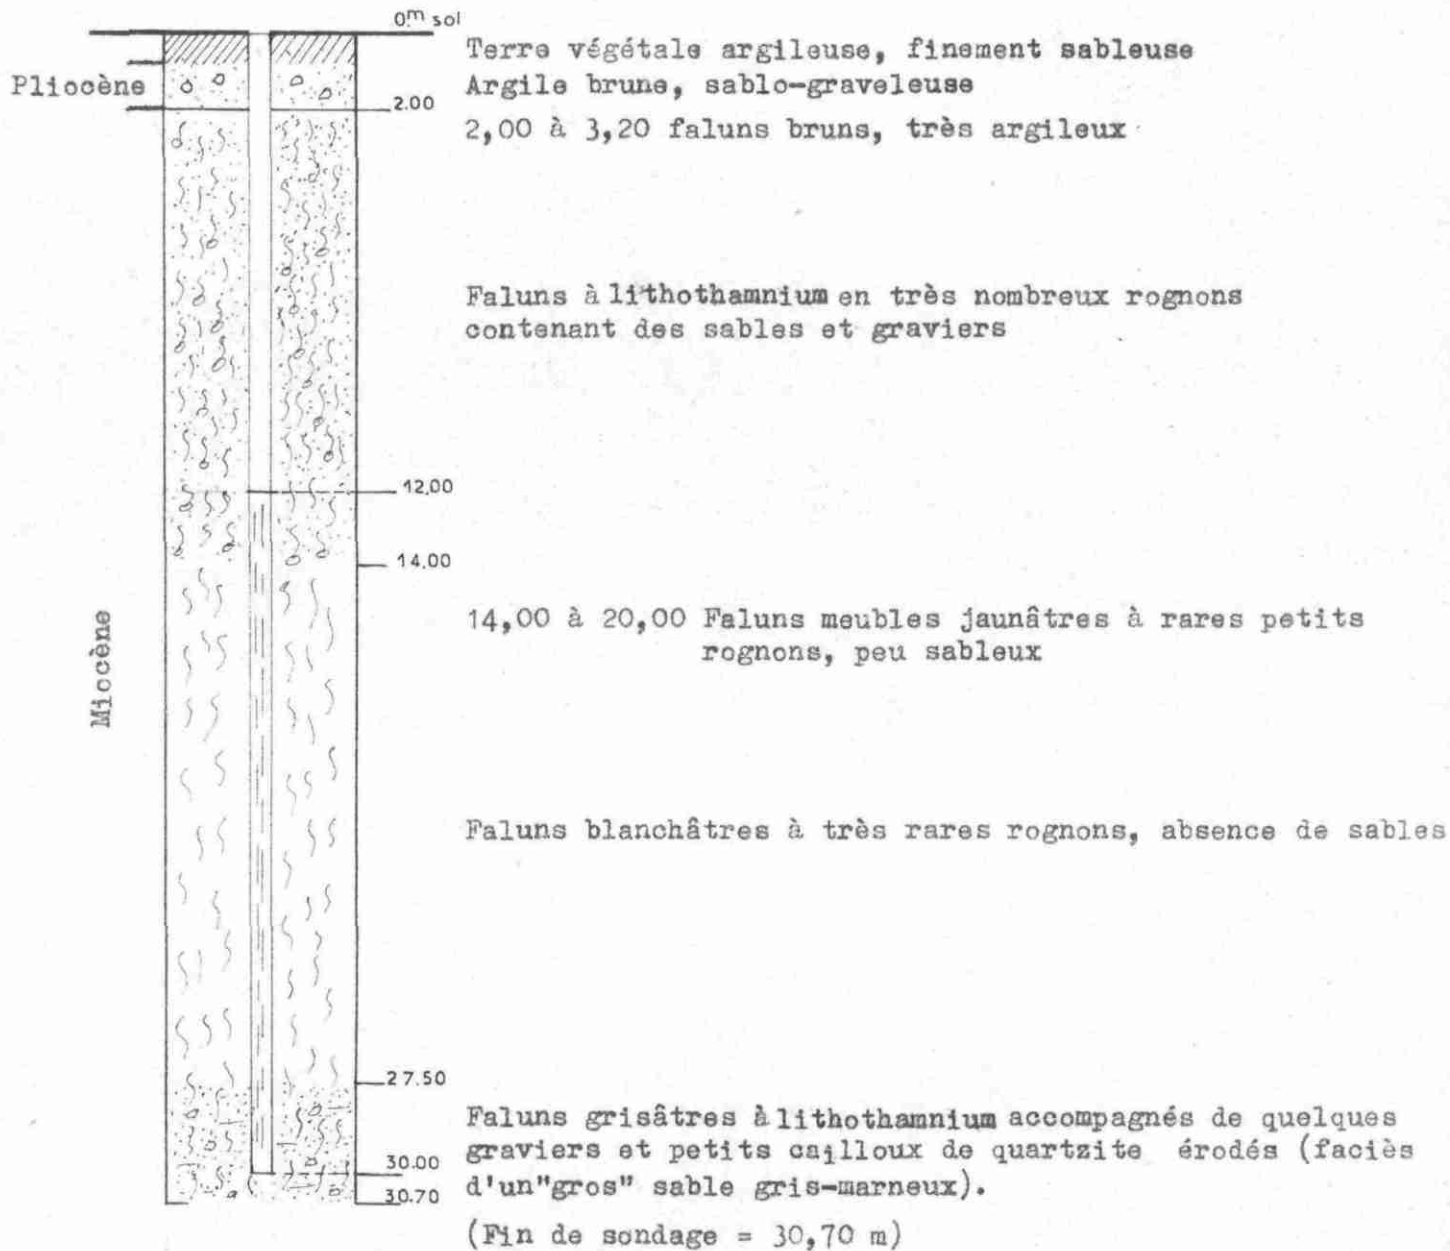 0m sol
Terre végétale argileuse, finement sableuse
Pliocène
Argile brune, sablo-graveleuse
2.00
2,00 à 3,20 faluns bruns, très argileux
Faluns à lithothamnium en très nombreux rognons
contenant des sables et graviers
12,00
14.00
Miocène
14,00 à 20,00 Faluns meubles jaunâtres à rares petits
rognons, peu sableux
Faluns blanchâtres à très rares rognons, absence de sables
27.50
Faluns grisâtres à lithothamnium accompagnés de quelques
graviers et petits cailloux de quartzite érodés (faciès
30.00
d'un"gros" sable gris-marneux).
30.70
(Fin de sondage = 30,70 m)